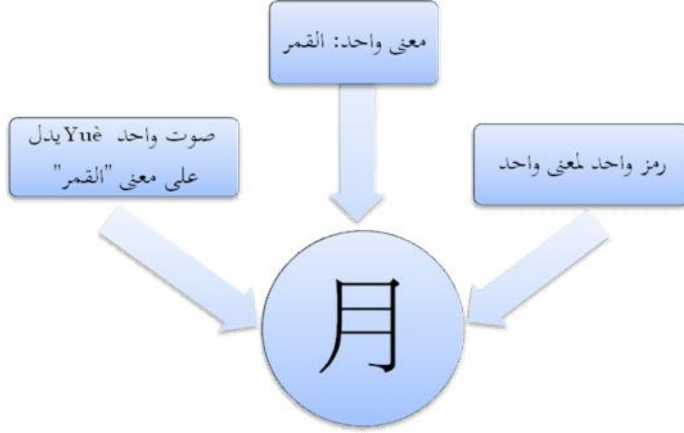 معنى واحد: القمر
رمز واحد لمعنى واحد
صوت واحد Yuè يدل
على معنى "القمر"
月